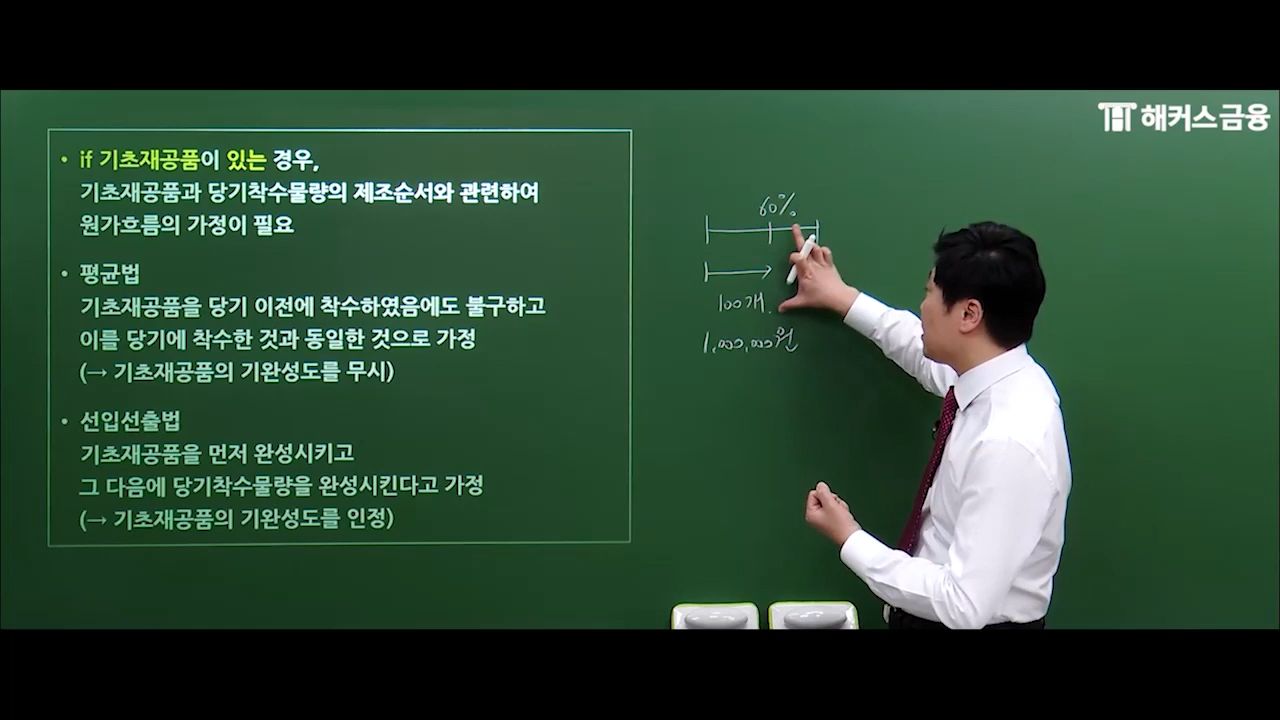 해커스금융
• if 기초재공품이 있는 경우,
기초재공품과 당기착수물량의 제조순서와 관련하여
원가흐름의 가정이 필요
• 평균법
기초재공품을 당기 이전에 착수하였음에도 불구하고
이를 당기에 착수한 것과 동일한 것으로 가정
(→ 기초재공품의 기완성도를 무시)
• 선입선출법
기초재공품을 먼저 완성시키고
그 다음에 당기착수물량을 완성시킨다고 가정
(→ 기초재공품의 기완성도를 인정)
60%
100개
1,000,000원